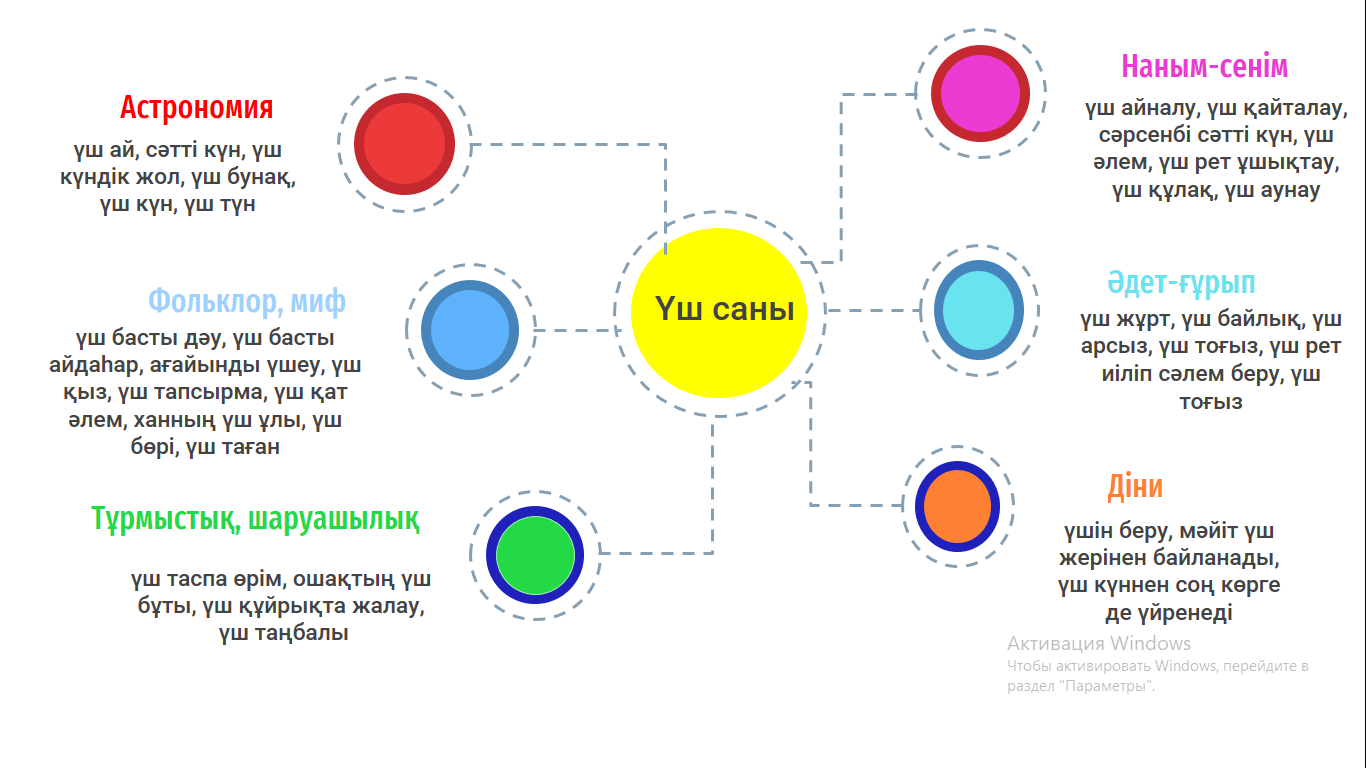 Астрономия
үш ай, сәтті күн, үш
күндік жол, үш бунақ,
үш күн, үш түн
Фольклор, миф
үш басты дәу, үш басты
айдаһар, ағайынды үшеу, үш
қыз, үш тапсырма, үш қат
әлем, ханның үш ұлы, үш
бөрі, үш таған
Тұрмыстық, шаруашылық
үш таспа өрім, ошақтың үш
бұты, үш құйрықта жалау,
үш таңбалы
Үш саны
Наным-сенім
үш айналу, үш қайталау,
сәрсенбі сәтті күн, үш
әлем, үш рет ұшықтау,
үш құлақ, үш аунау
Әдет-ғұрып
үш жұрт, үш байлық, үш
арсыз, үш тоғыз, үш рет
иіліп сәлем беру, үш
тоғыз
Діни
үшін беру, мәйіт үш
жерінен байланады,
үш күннен соң көрге
де үйренеді
Активация Windows
Чтобы активировать Windows, перейдите в
раздел "Параметры".